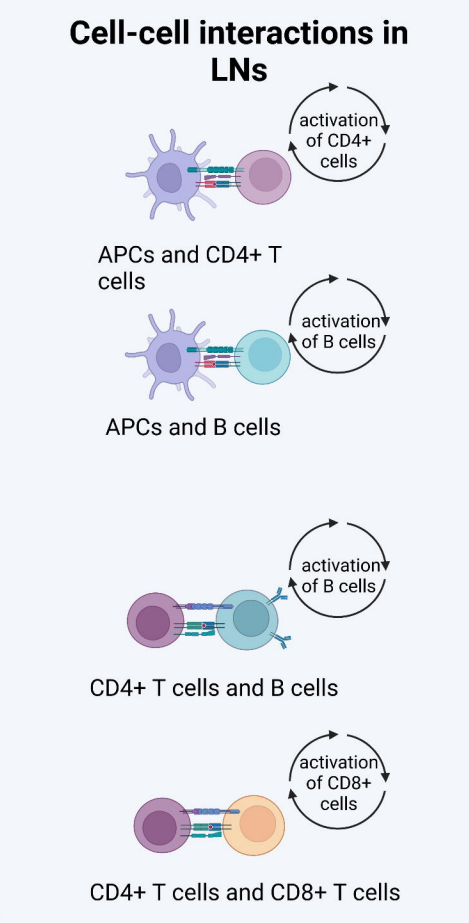 Cell-cell interactions in
LNs
activation
of CD4+
cells
APCs and CD4+ T
cells
activation
of B cells
APCs and B cells
activation
of B cells
CD4+ T cells and B cells
activation
of CD8+
cells
CD4+ T cells and CD8+ T cells